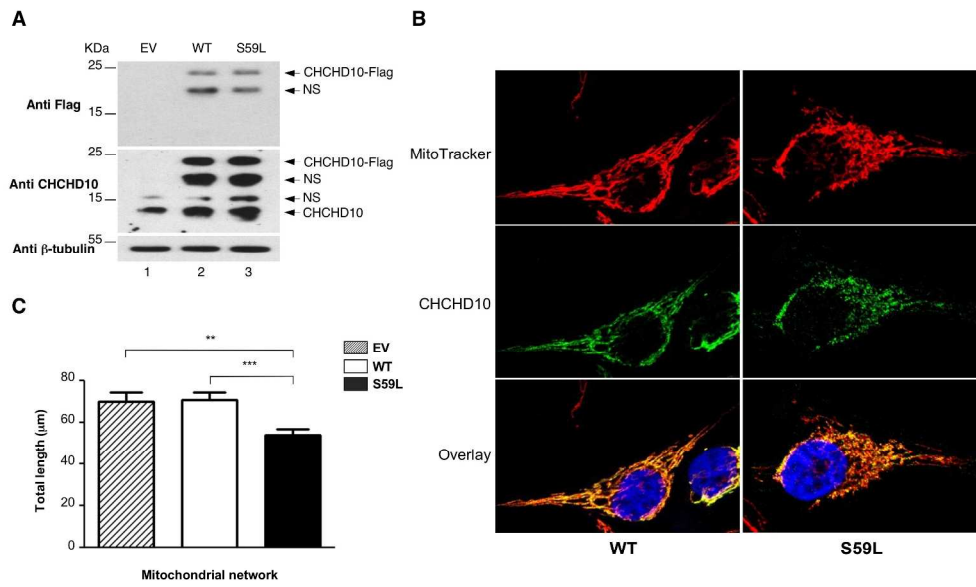 A
KDa EV WT S59L
25
CHCHD10-Flag
NS
Anti Flag
15
25
CHCHD10-Flag
Anti CHCHD10
NS
15
NS
CHCHD10
55
Anti β-tubulin
1 2 3
B
MitoTracker
CHCHD10
Overlay
WT S59L
C
**
***
EV
WT
S59L
80
60
40
20
0
Total length (μm)
Mitochondrial network